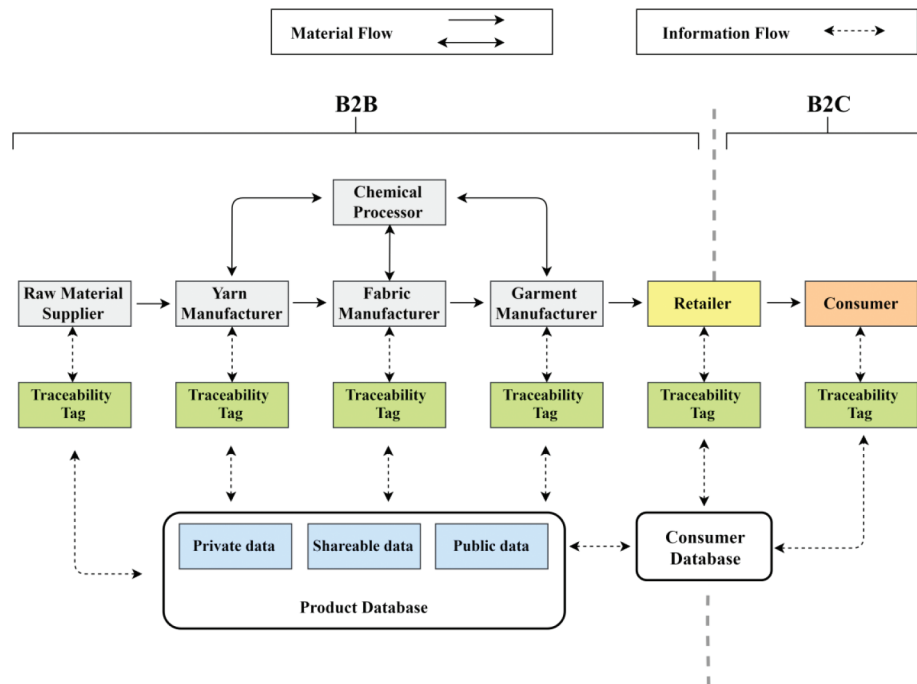 Material Flow
Information Flow
B2B
B2C
Chemical
Processor
Raw Material
Supplier
Yarn
Manufacturer
Fabric
Manufacturer
Garment
Manufacturer
Retailer
Consumer
Traceability
Tag
Traceability
Tag
Traceability
Tag
Traceability
Tag
Traceability
Tag
Traceability
Tag
Private data
Shareable data
Public data
Product Database
Consumer
Database